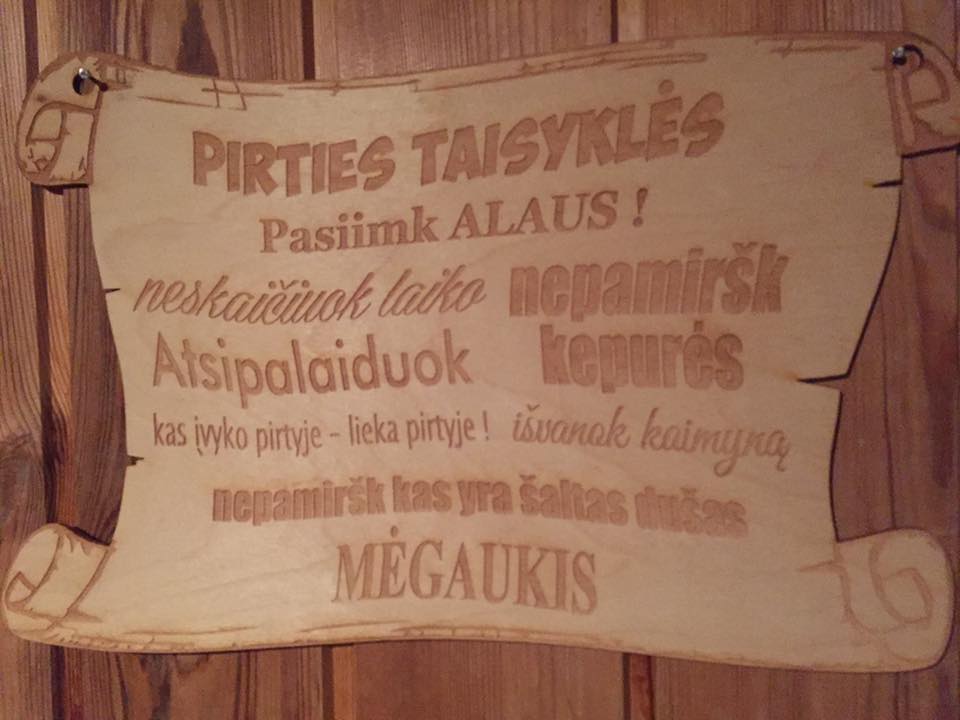 PIRTIES TAISYKLĖS
Pasiimk ALAUS !
neskaičiuok laiko
nepamiršk
kepurės
Atsipalaiduok
kas įvyko pirtyje – lieka pirtyje !
išvanok kaimyną
nepamiršk kas yra šaltas dušas
MĖGAUKIS